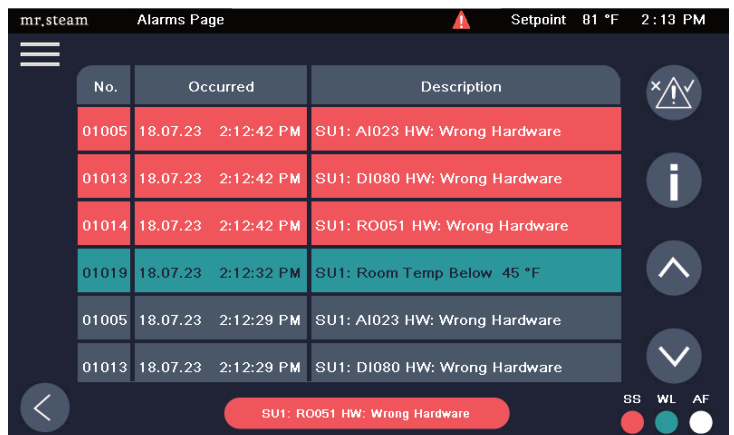 mr.steam Alarms Page Setpoint 81 °F 2:13 PM
No. Occurred Description
01005 18.07.23 2:12:42 PM SU1: AI023 HW: Wrong Hardware
01013 18.07.23 2:12:42 PM SU1: DI080 HW: Wrong Hardware
01014 18.07.23 2:12:42 PM SU1: RO051 HW: Wrong Hardware
01019 18.07.23 2:12:32 PM SU1: Room Temp Below 45 °F
01005 18.07.23 2:12:29 PM SU1: AI023 HW: Wrong Hardware
01013 18.07.23 2:12:29 PM SU1: DI080 HW: Wrong Hardware
SU1: RO051 HW: Wrong Hardware
SS WL AF